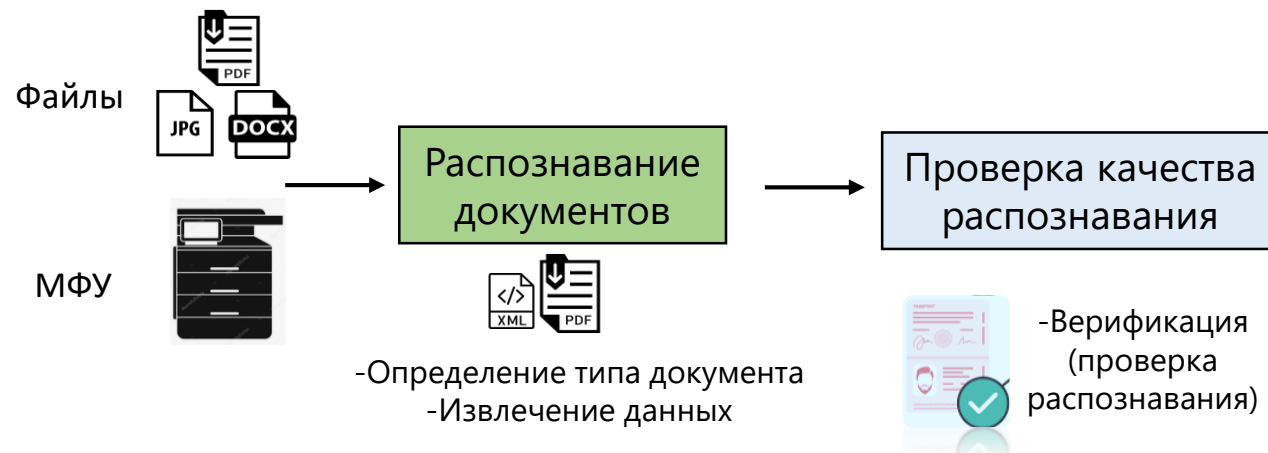 Файлы
PDF
JPG
DOCX
МФУ
Распознавание
документов
</>
XML
PDF
-Определение типа документа
-Извлечение данных
Проверка качества
распознавания
-Верификация
(проверка
распознавания)